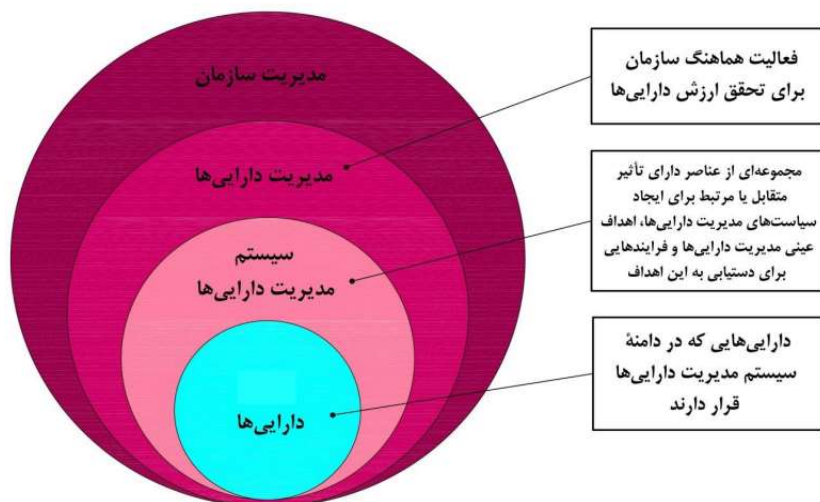 مدیریت سازمان
مدیریت دارایی‌ها
سیستم
مدیریت دارایی‌ها
دارایی‌ها
فعالیت هماهنگ سازمان
برای تحقق ارزش دارایی‌ها
مجموعه‌ای از عناصر دارای تأثیر
متقابل یا مرتبط برای ایجاد
سیاست‌های مدیریت دارایی‌ها، اهداف
عینی مدیریت دارایی‌ها و فرایندهایی
برای دستیابی به این اهداف
دارایی‌هایی که در دامنهٔ
سیستم مدیریت دارایی‌ها
قرار دارند